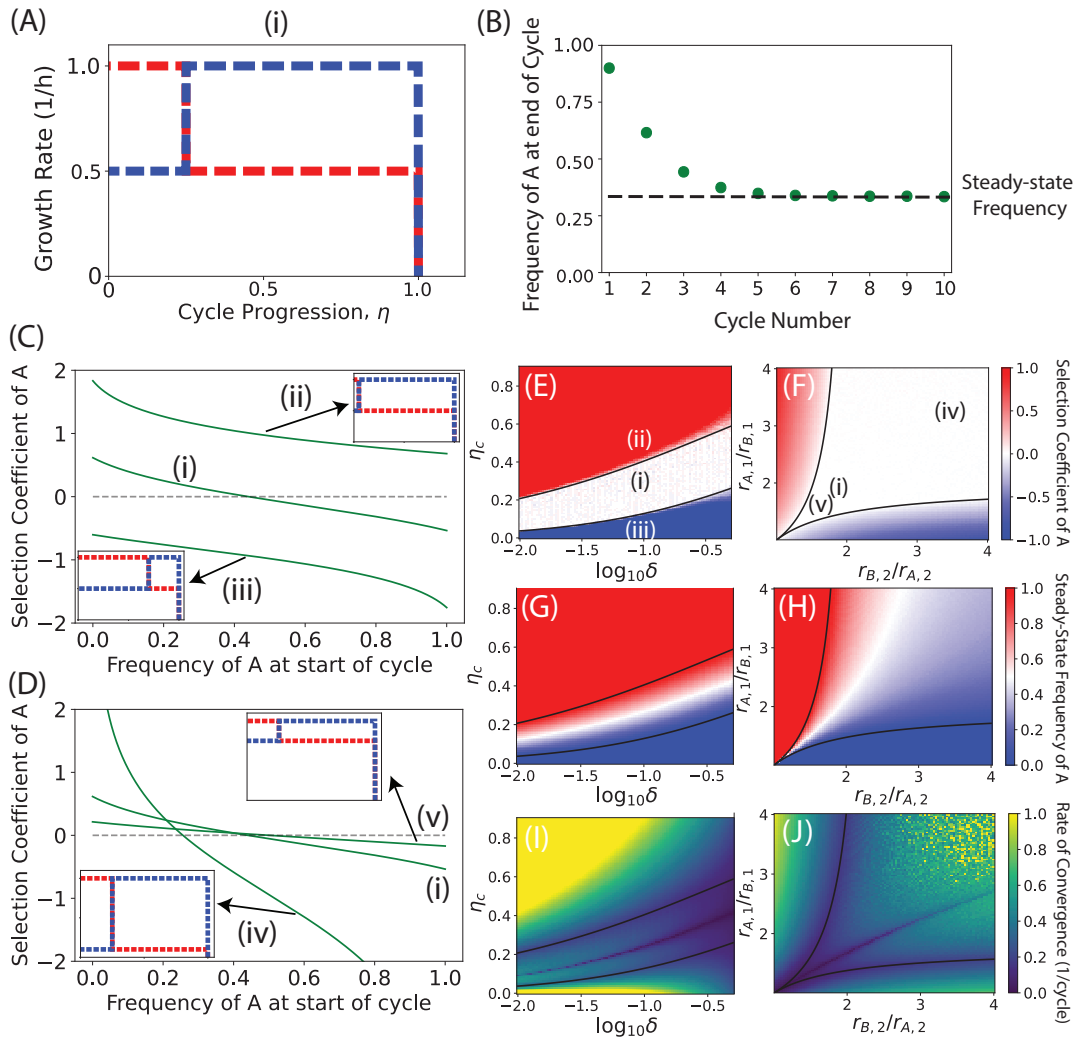 (A)
(i)
Growth Rate (1/h)
1.0
0.5
0
0
0.5
1.0
Cycle Progression, η
(B)
Frequency of A at end of Cycle
1.00
0.75
0.50
0.25
0.00
1 2 3 4 5 6 7 8 9 10
Cycle Number
Steady-state
Frequency
(C)
Selection Coefficient of A
2
1
0
−1
−2
(ii)
(i)
(iii)
0.0 0.2 0.4 0.6 0.8 1.0
Frequency of A at start of cycle
(D)
Selection Coefficient of A
2
1
0
−1
−2
(v)
(i)
(iv)
0.0 0.2 0.4 0.6 0.8 1.0
Frequency of A at start of cycle
(E)
η_c
0.8
0.6
0.4
0.2
0.0
(ii)
(i)
(iii)
−2.0 −1.5 −1.0 −0.5
log₁₀δ
(F)
r_A,1/r_B,1
4
3
2
(iv)
(i)
(v)
2 3 4
r_B,2/r_A,2
1.0
0.5
0.0
−0.5
−1.0
Selection Coefficient of A
(G)
η_c
0.8
0.6
0.4
0.2
0.0
−2.0 −1.5 −1.0 −0.5
log₁₀δ
(H)
r_A,1/r_B,1
4
3
2
2 3 4
r_B,2/r_A,2
1.0
0.8
0.6
0.4
0.2
0.0
Steady-State Frequency of A
(I)
η_c
0.8
0.6
0.4
0.2
0.0
−2.0 −1.5 −1.0 −0.5
log₁₀δ
(J)
r_A,1/r_B,1
4
3
2
2 3 4
r_B,2/r_A,2
1.0
0.8
0.6
0.4
0.2
0.0
Rate of Convergence (1/cycle)